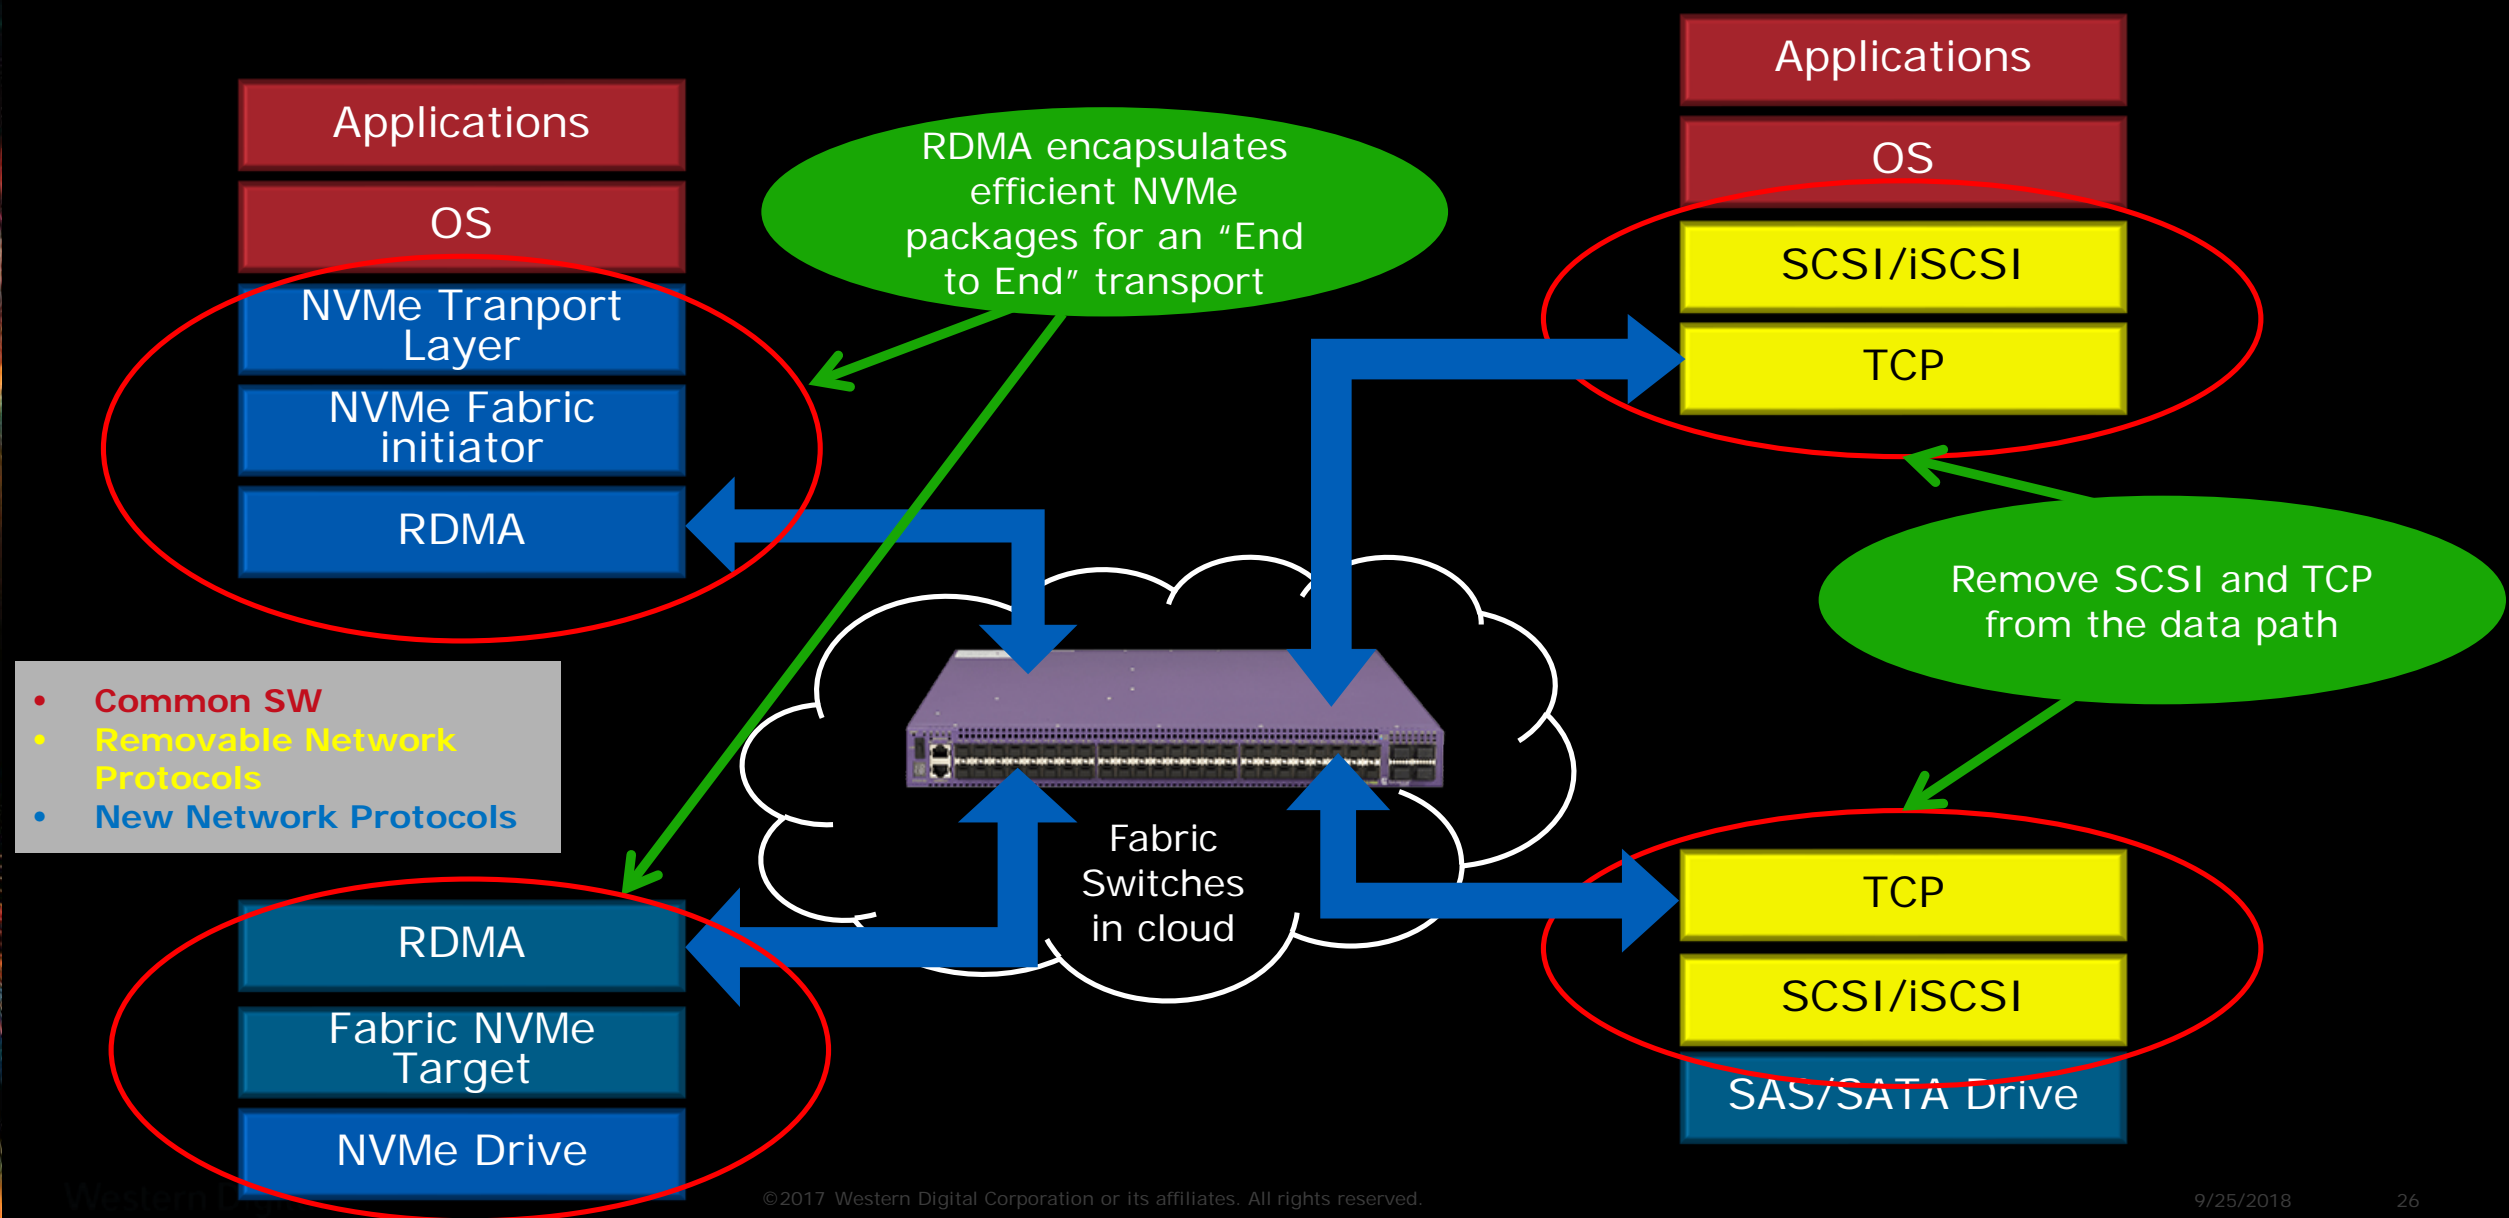 Applications
OS
NVMe Tranport
Layer
NVMe Fabric
initiator
RDMA
RDMA encapsulates
efficient NVMe
packages for an “End
to End” transport
Applications
OS
SCSI/iSCSI
TCP
Remove SCSI and TCP
from the data path
• Common SW
• Removable Network
Protocols
• New Network Protocols
Fabric
Switches
in cloud
RDMA
Fabric NVMe
Target
NVMe Drive
TCP
SCSI/iSCSI
SAS/SATA Drive
Western
©2017 Western Digital Corporation or its affiliates. All rights reserved.
9/25/2018
26